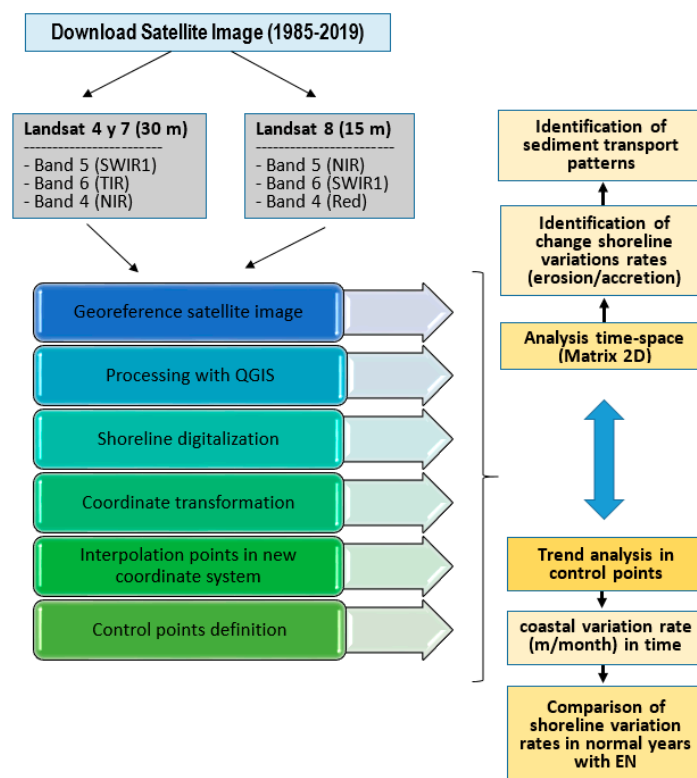 Download Satellite Image (1985-2019)
Landsat 4 y 7 (30 m)
------------------------
- Band 5 (SWIR1)
- Band 6 (TIR)
- Band 4 (NIR)
Landsat 8 (15 m)
------------------------
- Band 5 (NIR)
- Band 6 (SWIR1)
- Band 4 (Red)
Georeference satellite image
Processing with QGIS
Shoreline digitalization
Coordinate transformation
Interpolation points in new
coordinate system
Control points definition
Identification of
sediment transport
patterns
Identification of
change shoreline
variations rates
(erosion/accretion)
Analysis time-space
(Matrix 2D)
Trend analysis in
control points
coastal variation rate
(m/month) in time
Comparison of
shoreline variation
rates in normal years
with EN